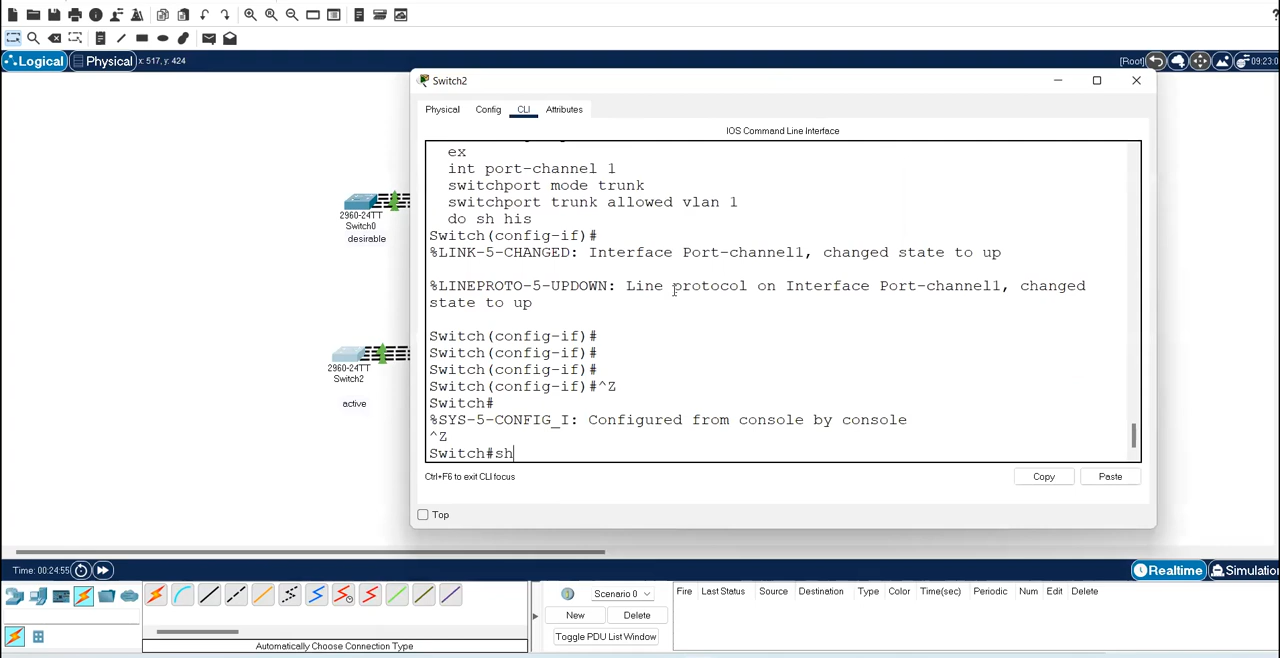 ?
Logical
Physical
x: 517, y: 424
[Root]
09:23:0
Switch2
Physical
Config
CLI
Attributes
IOS Command Line Interface
ex
int port-channel 1
switchport mode trunk
switchport trunk allowed vlan 1
do sh his
Switch(config-if)#
%LINK-5-CHANGED: Interface Port-channel1, changed state to up
%LINEPROTO-5-UPDOWN: Line protocol on Interface Port-channel1, changed
state to up
Switch(config-if)#
Switch(config-if)#
Switch(config-if)#
Switch(config-if)#^Z
Switch#
%SYS-5-CONFIG_I: Configured from console by console
^Z
Switch#sh
Ctrl+F6 to exit CLI focus
Copy
Paste
Top
2960-24TT
Switch0
desirable
2960-24TT
Switch2
active
Time: 00:24:55
Realtime
Simulation
Scenario 0
Fire Last Status Source Destination Type Color Time(sec) Periodic Num Edit Delete
New
Delete
Toggle PDU List Window
Automatically Choose Connection Type